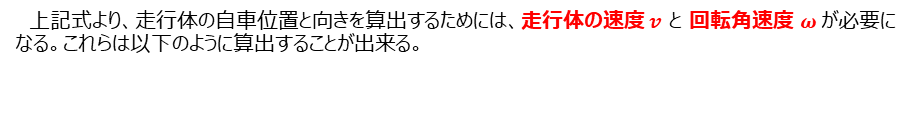 上記式より、走行体の自車位置と向きを算出するためには、走行体の速度 v と 回転角速度 ω が必要に
なる。これらは以下のように算出することが出来る。